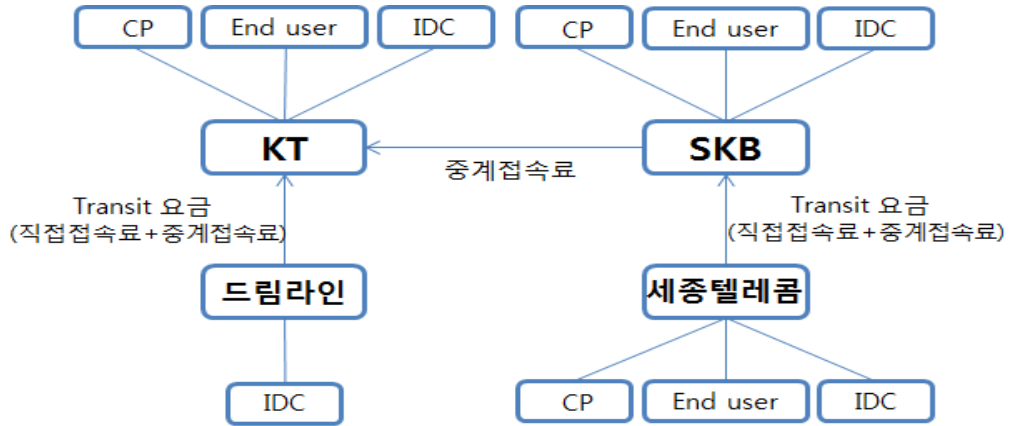 CP End user IDC CP End user IDC
KT SKB
중계접속료
Transit 요금 Transit 요금
(직접접속료+중계접속료) (직접접속료+중계접속료)
드림라인 세종텔레콤
IDC CP End user IDC